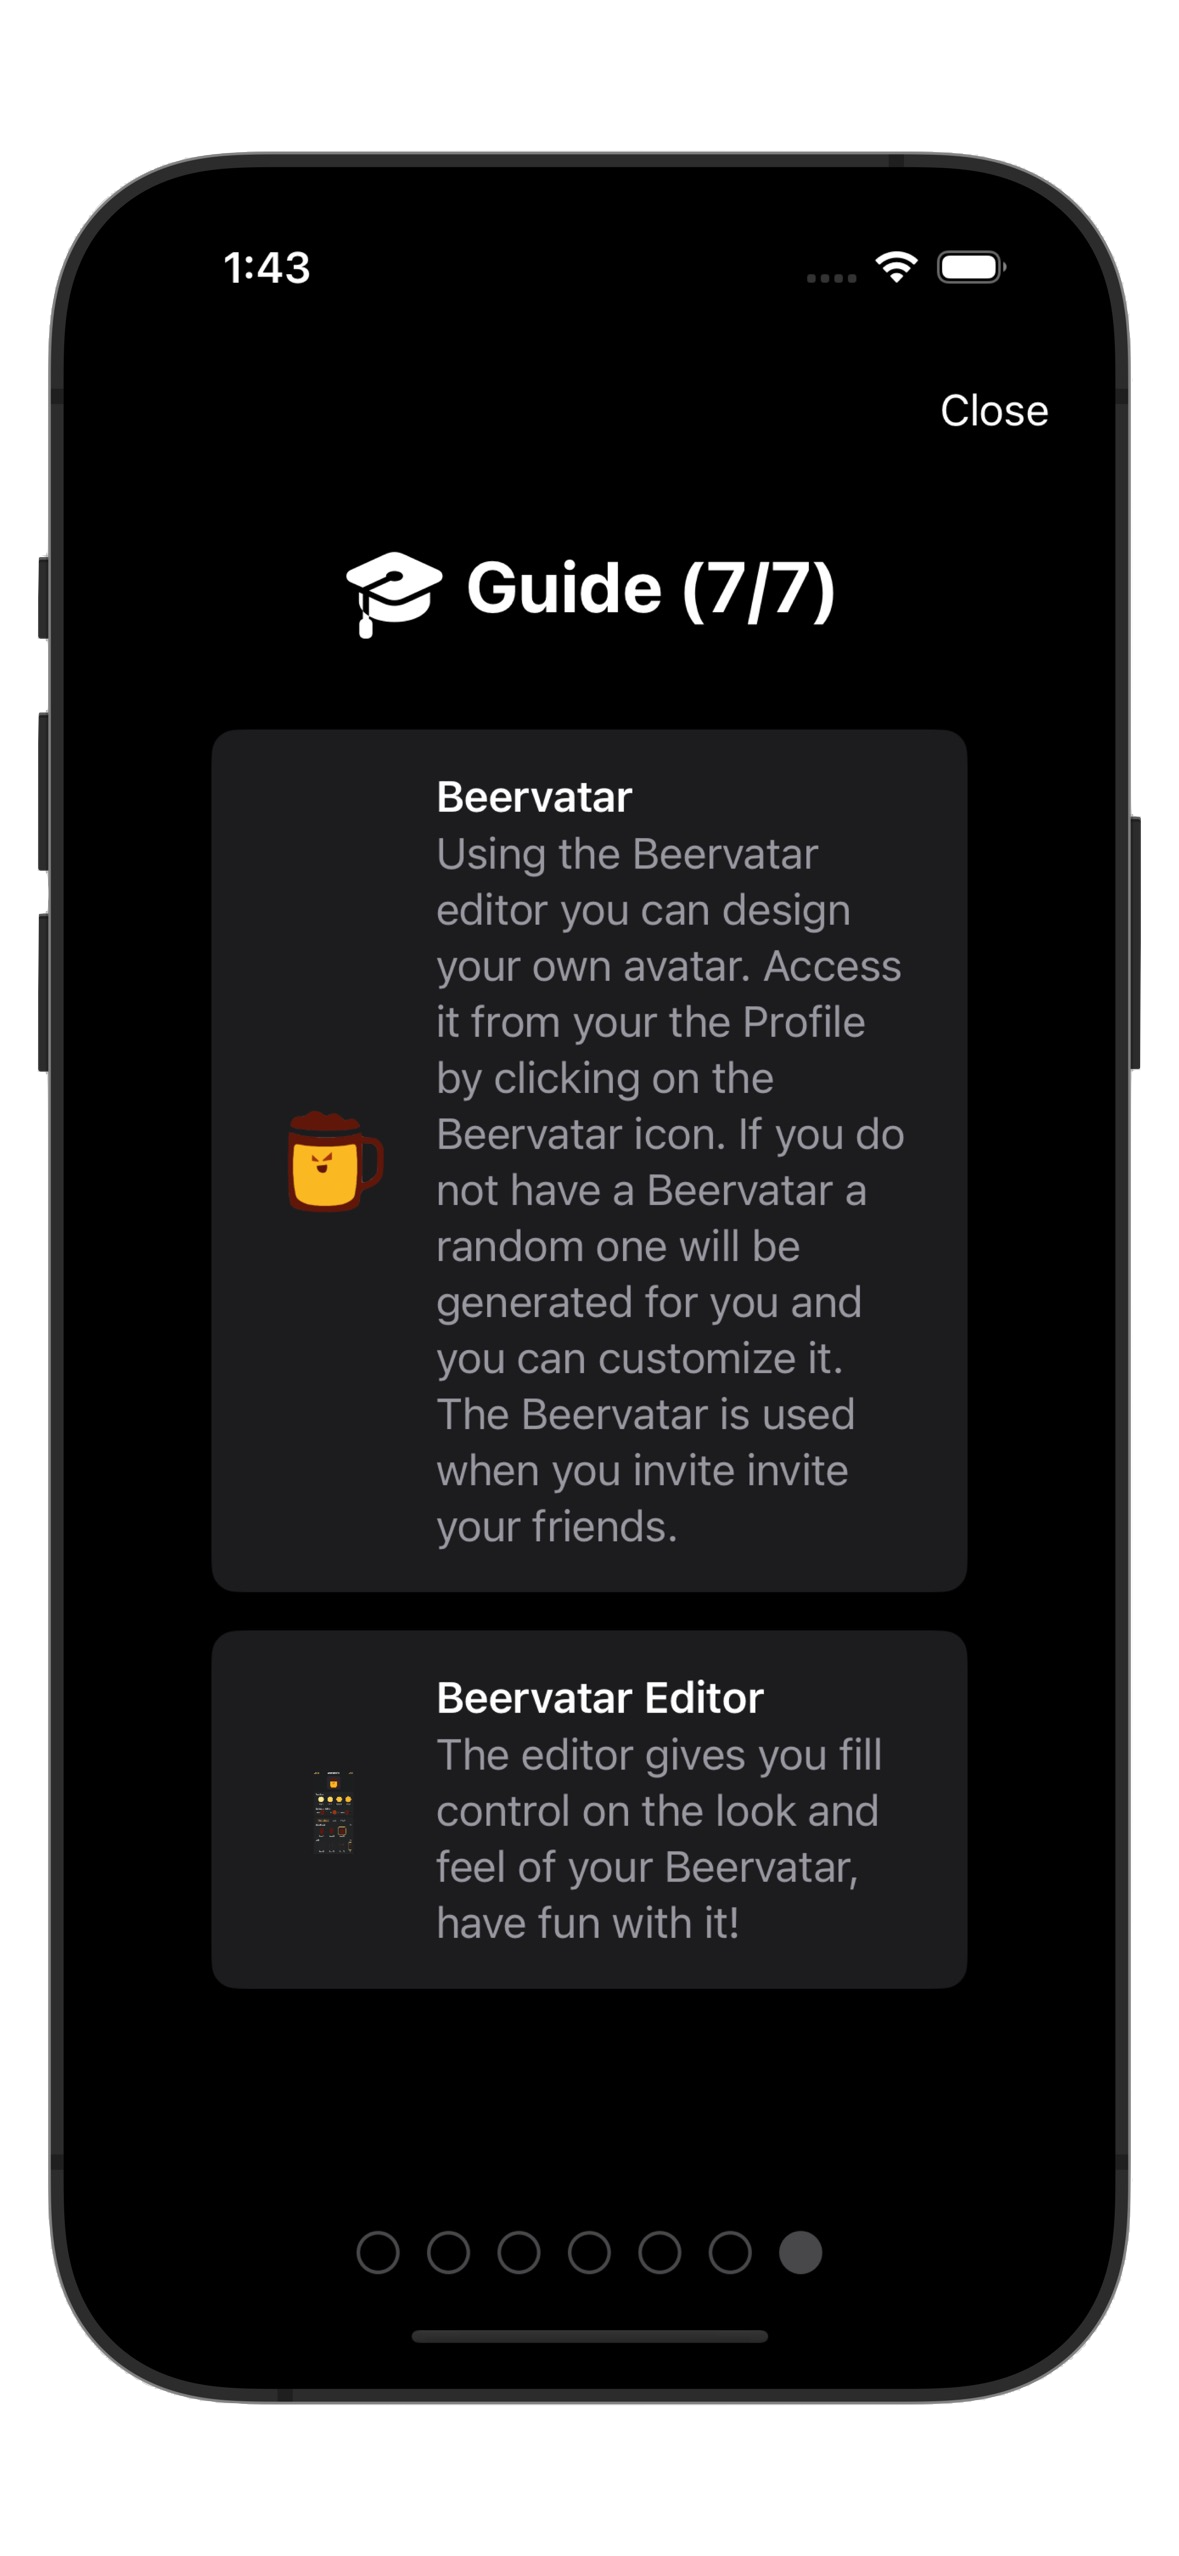 1:43
Close
Guide (7/7)
Beervatar
Using the Beervatar
editor you can design
your own avatar. Access
it from your the Profile
by clicking on the
Beervatar icon. If you do
not have a Beervatar a
random one will be
generated for you and
you can customize it.
The Beervatar is used
when you invite invite
your friends.
Beervatar Editor
The editor gives you fill
control on the look and
feel of your Beervatar,
have fun with it!